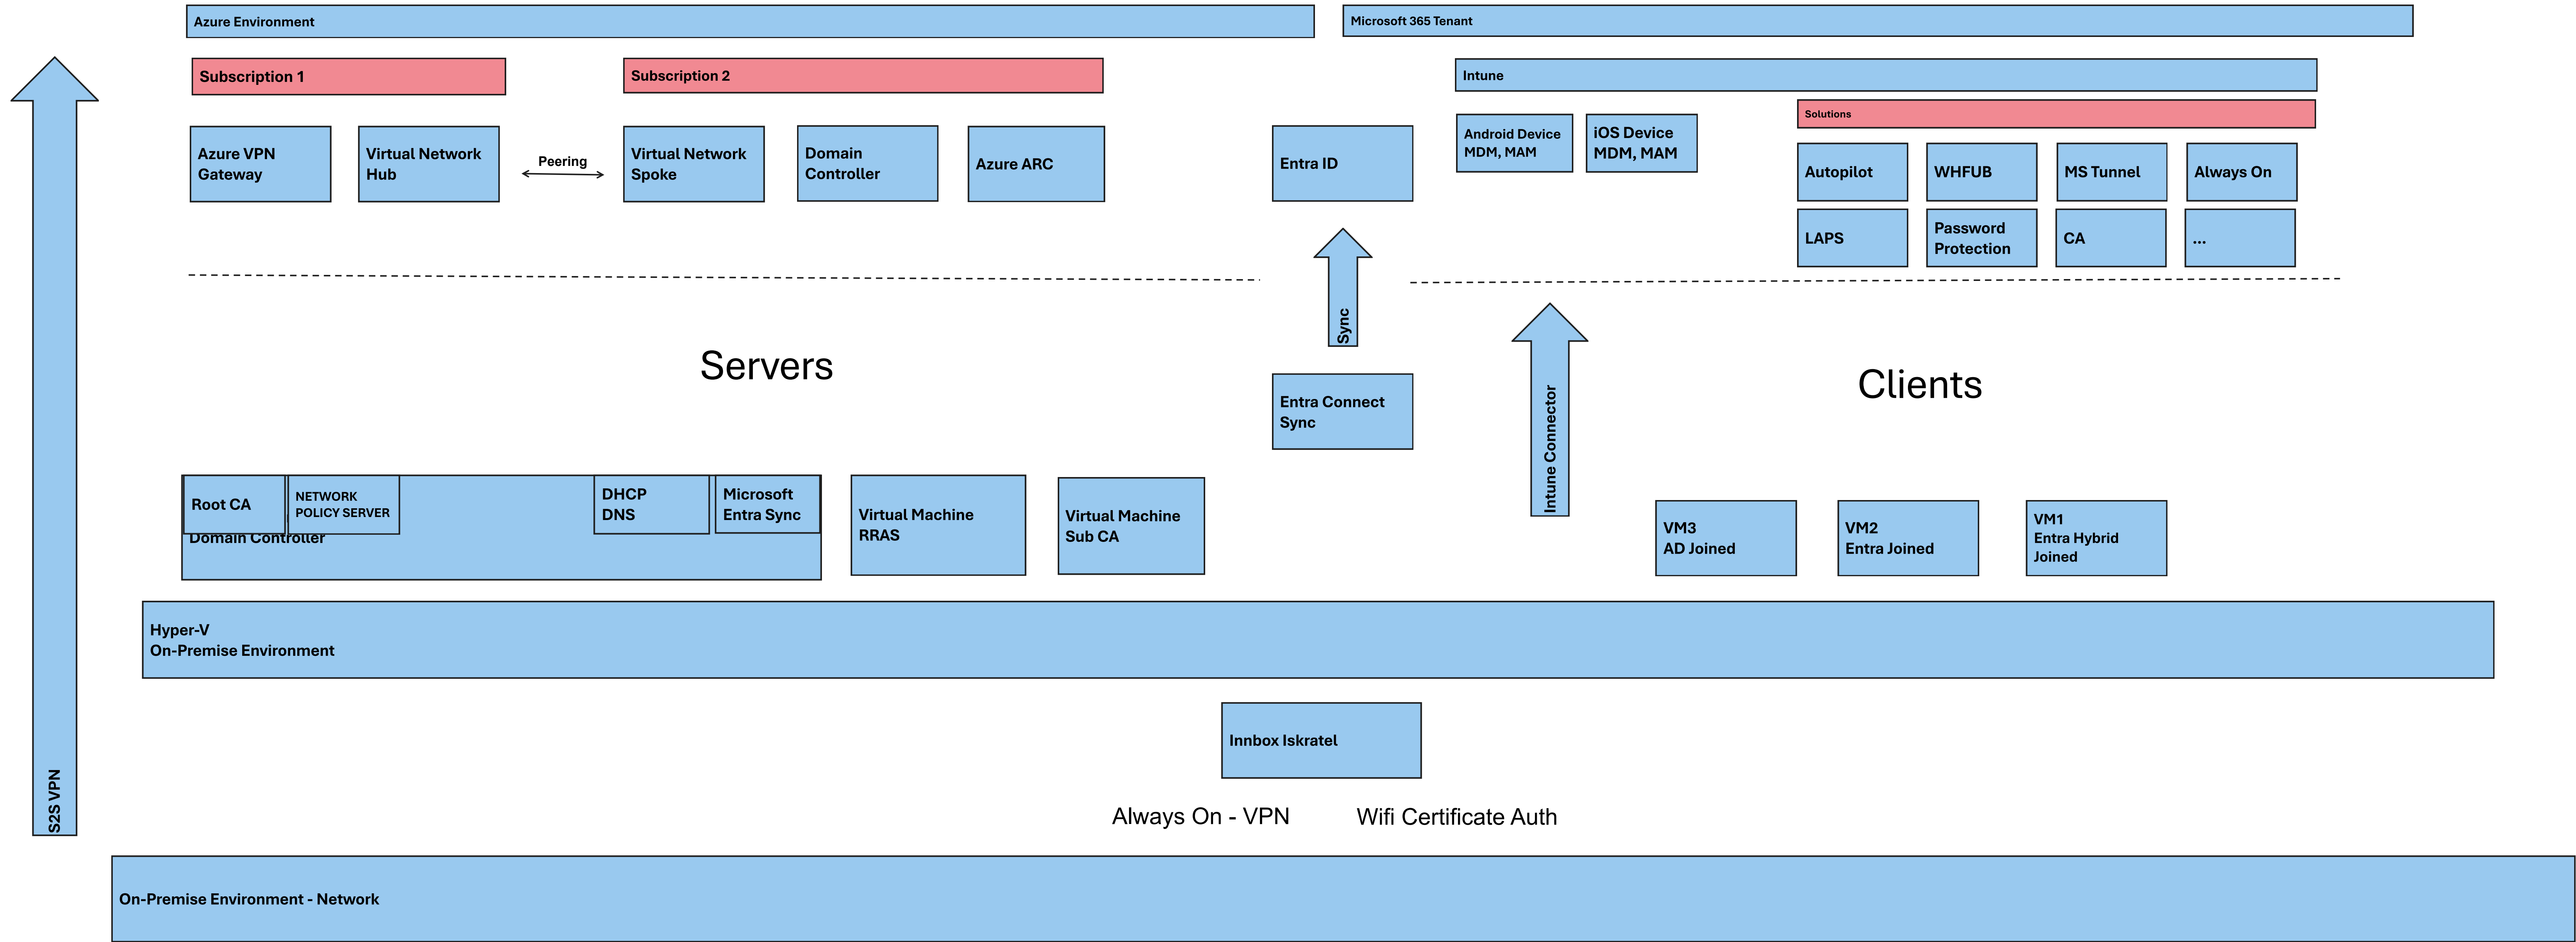 Azure Environment
Microsoft 365 Tenant
Subscription 1
Subscription 2
Intune
Solutions
Azure VPN
Gateway
Virtual Network
Hub
Peering
Virtual Network
Spoke
Domain
Controller
Azure ARC
Entra ID
Android Device
MDM, MAM
iOS Device
MDM, MAM
Autopilot
WHFUB
MS Tunnel
Always On
LAPS
Password
Protection
CA
...
Sync
Servers
Clients
Entra Connect
Sync
Intune Connector
Root CA
NETWORK
POLICY SERVER
DHCP
DNS
Microsoft
Entra Sync
Domain Controller
Virtual Machine
RRAS
Virtual Machine
Sub CA
VM3
AD Joined
VM2
Entra Joined
VM1
Entra Hybrid
Joined
Hyper-V
On-Premise Environment
Innbox Iskratel
S2S VPN
Always On - VPN
Wifi Certificate Auth
On-Premise Environment - Network